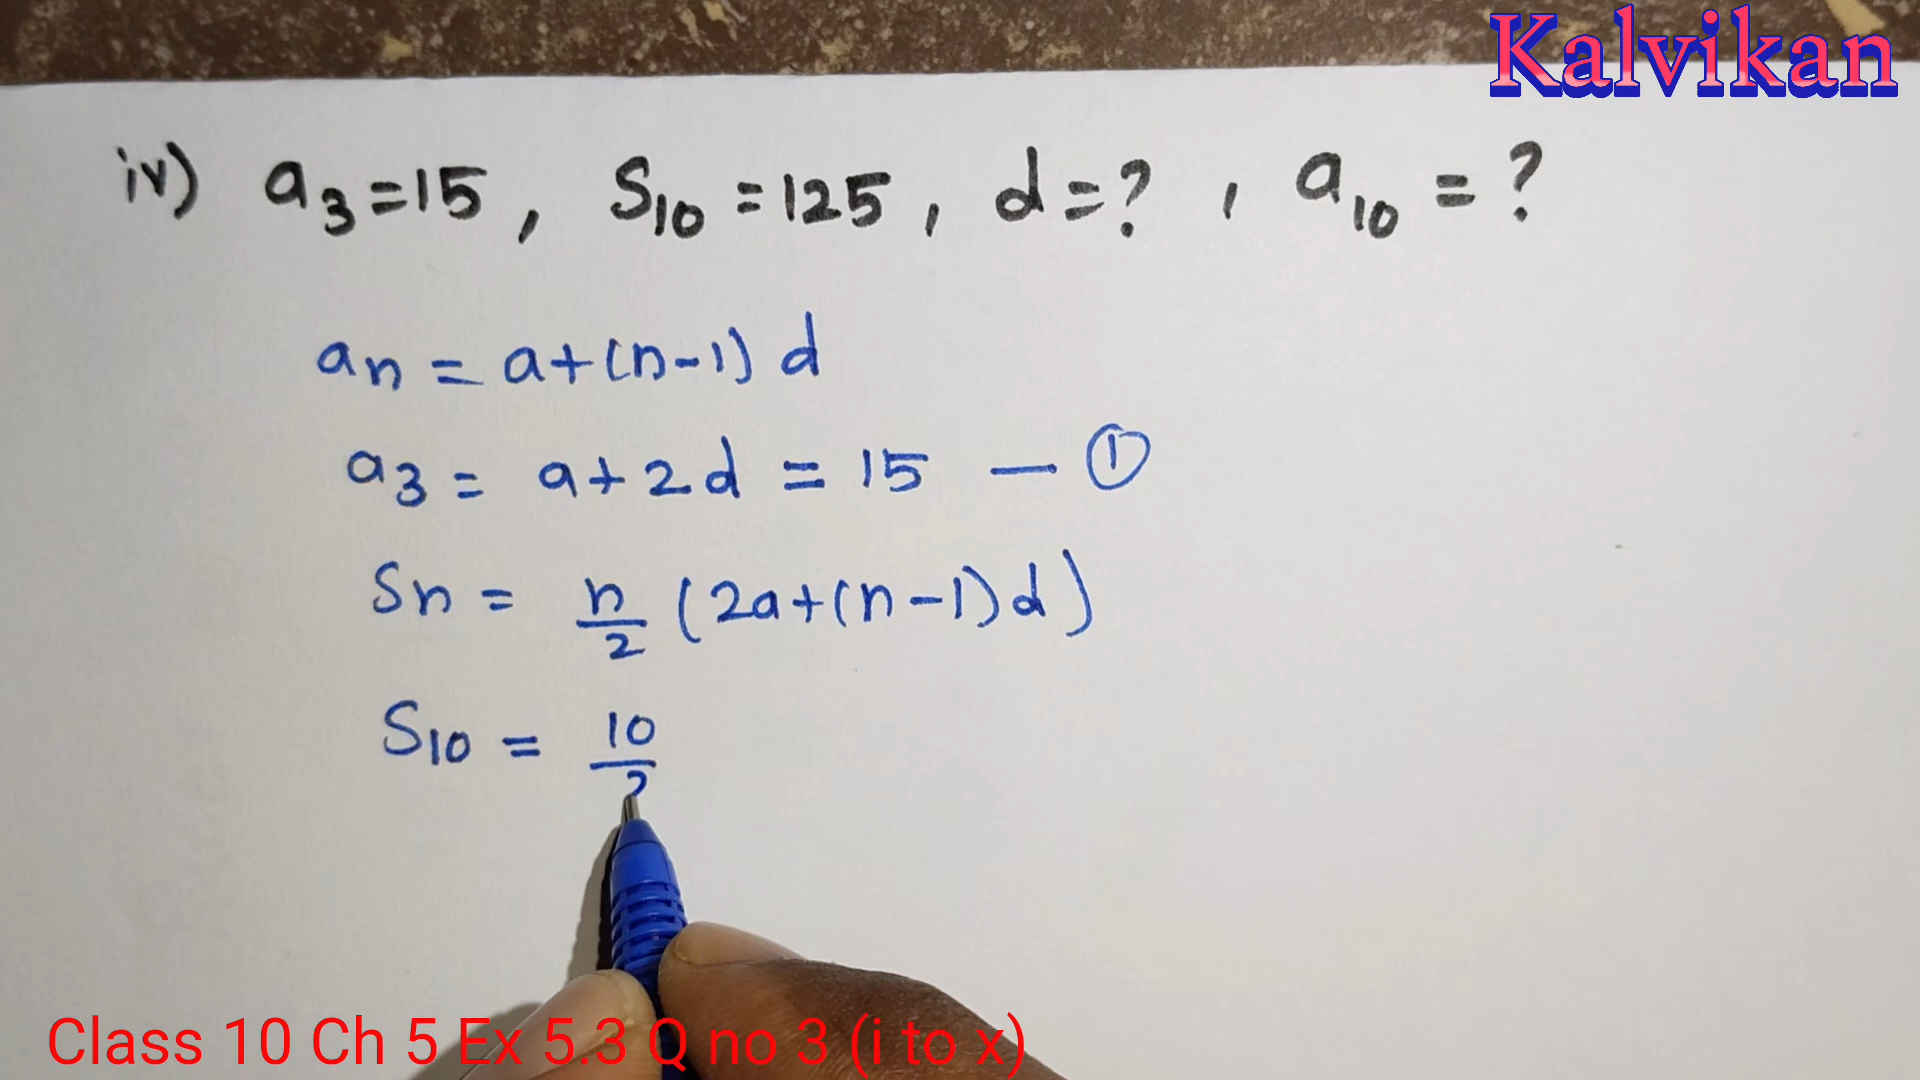 Kalvikan
iv) a₃=15, S₁₀=125, d=?, a₁₀=?
aₙ = a+(n-1) d
a₃ = a+2d = 15 — ①
Sₙ = n/2 (2a+(n-1)d)
S₁₀ = 10/2
Class 10 Ch 5 Ex 5.3 Q no 3 (i to x)